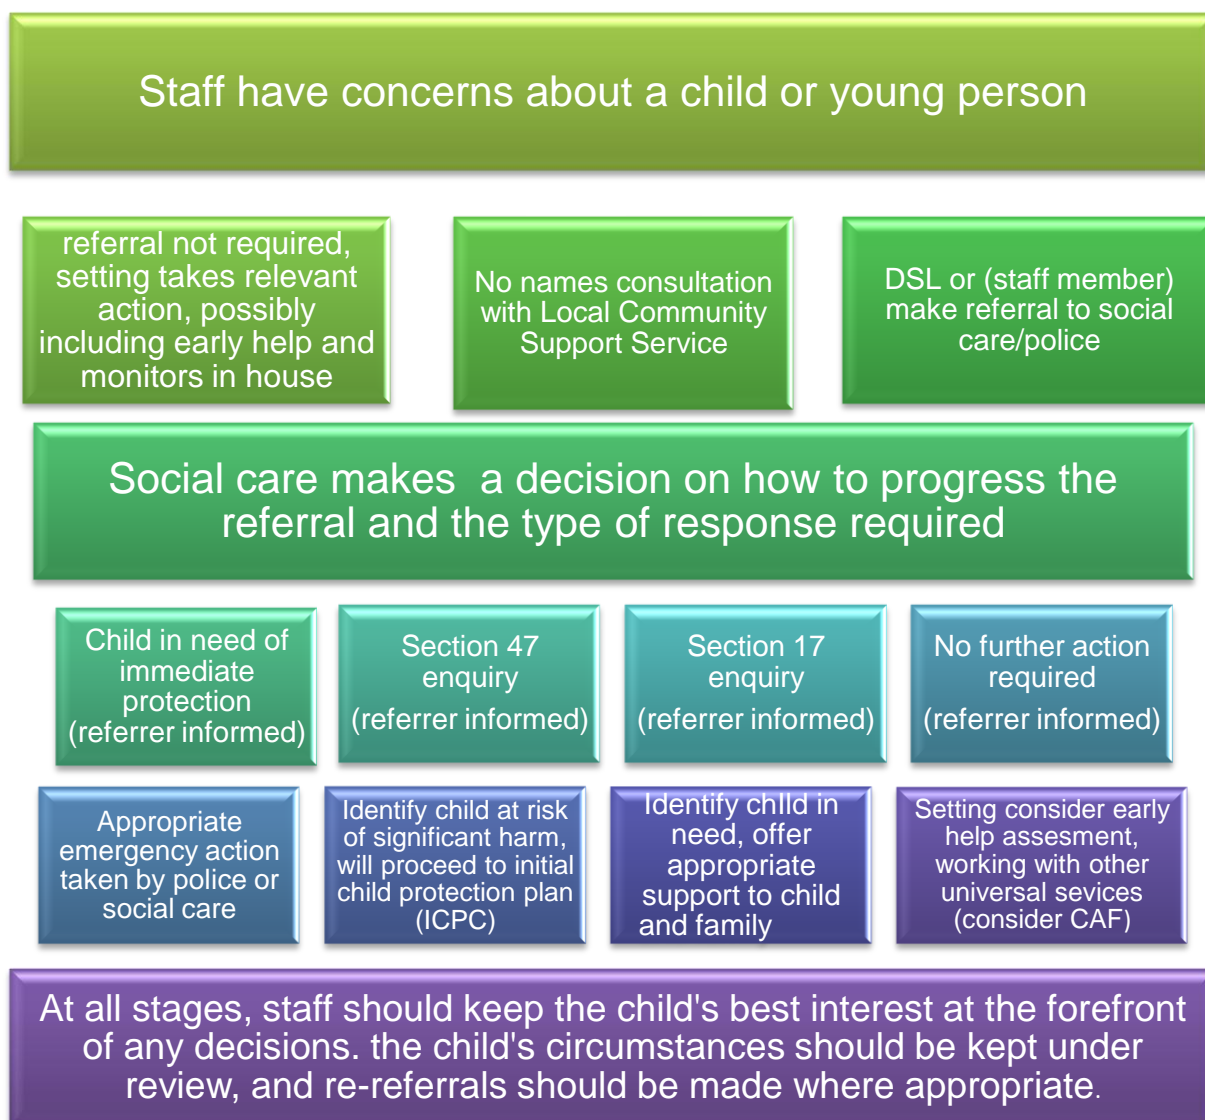 Staff have concerns about a child or young person
referral not required,
setting takes relevant
action, possibly
including early help and
monitors in house
No names consultation
with Local Community
Support Service
DSL or (staff member)
make referral to social
care/police
Social care makes  a decision on how to progress the
referral and the type of response required
Child in need of
immediate
protection
(referrer informed)
Section 47
enquiry
(referrer informed)
Section 17
enquiry
(referrer informed)
No further action
required
(referrer informed)
Appropriate
emergency action
taken by police or
social care
Identify child at risk
of significant harm,
will proceed to initial
child protection plan
(ICPC)
Identify chIld in
need, offer
appropriate
support to child
and family
Setting consider early
help assesment,
working with other
universal sevices
(consider CAF)
At all stages, staff should keep the child's best interest at the forefront
of any decisions. the child's circumstances should be kept under
review, and re-referrals should be made where appropriate.